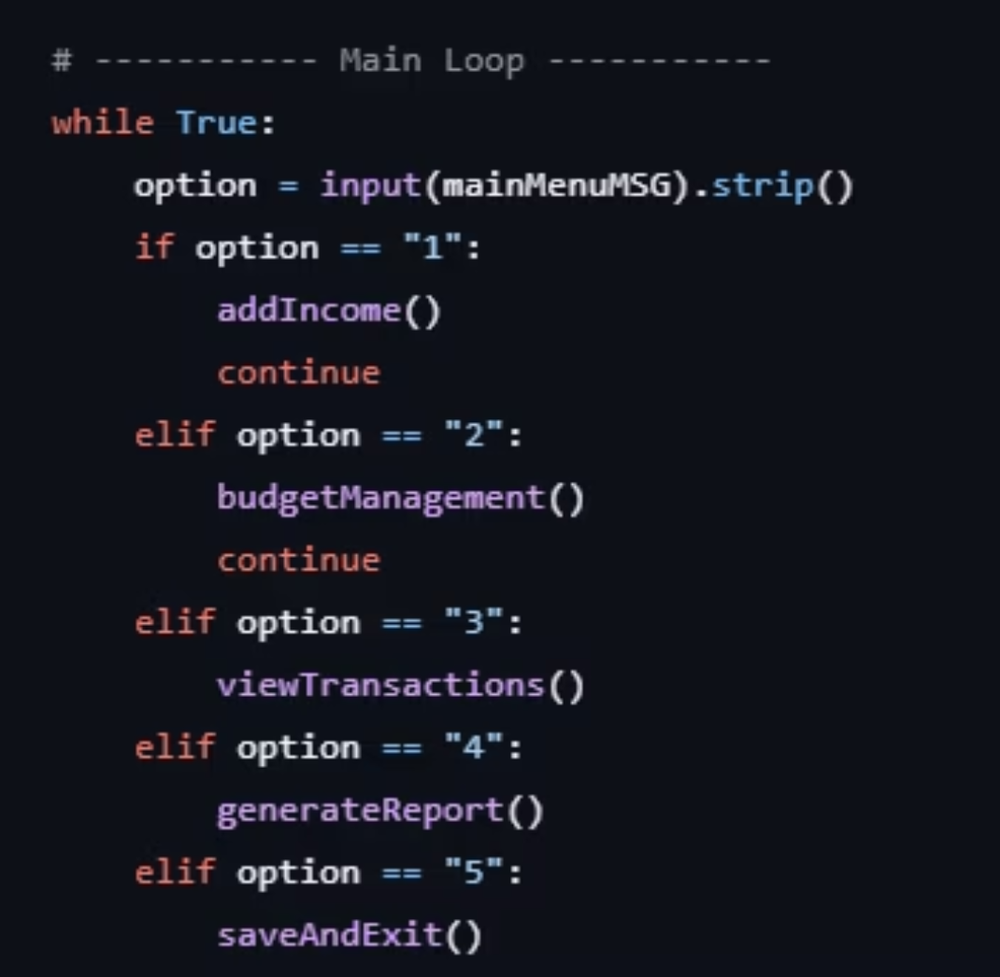 # ----------- Main Loop -----------
while True:
    option = input(mainMenuMSG).strip()
    if option == "1":
        addIncome()
        continue
    elif option == "2":
        budgetManagement()
        continue
    elif option == "3":
        viewTransactions()
    elif option == "4":
        generateReport()
    elif option == "5":
        saveAndExit()